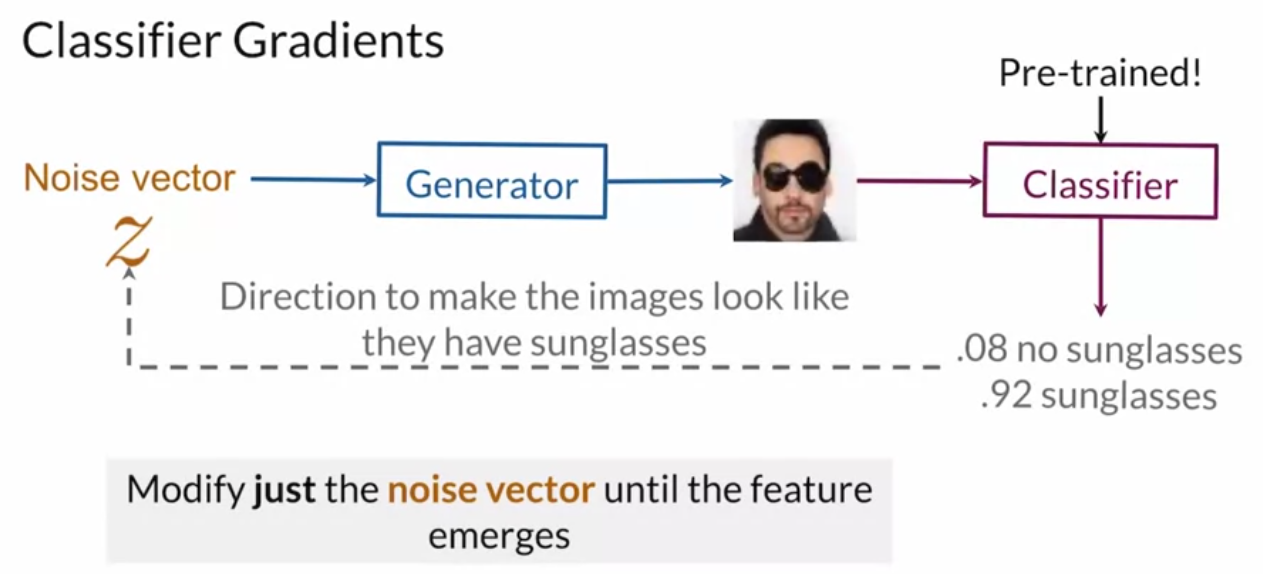 Classifier Gradients
Pre-trained!
Noise vector
Generator
Classifier
z
Direction to make the images look like
they have sunglasses
.08 no sunglasses
.92 sunglasses
Modify just the noise vector until the feature
emerges